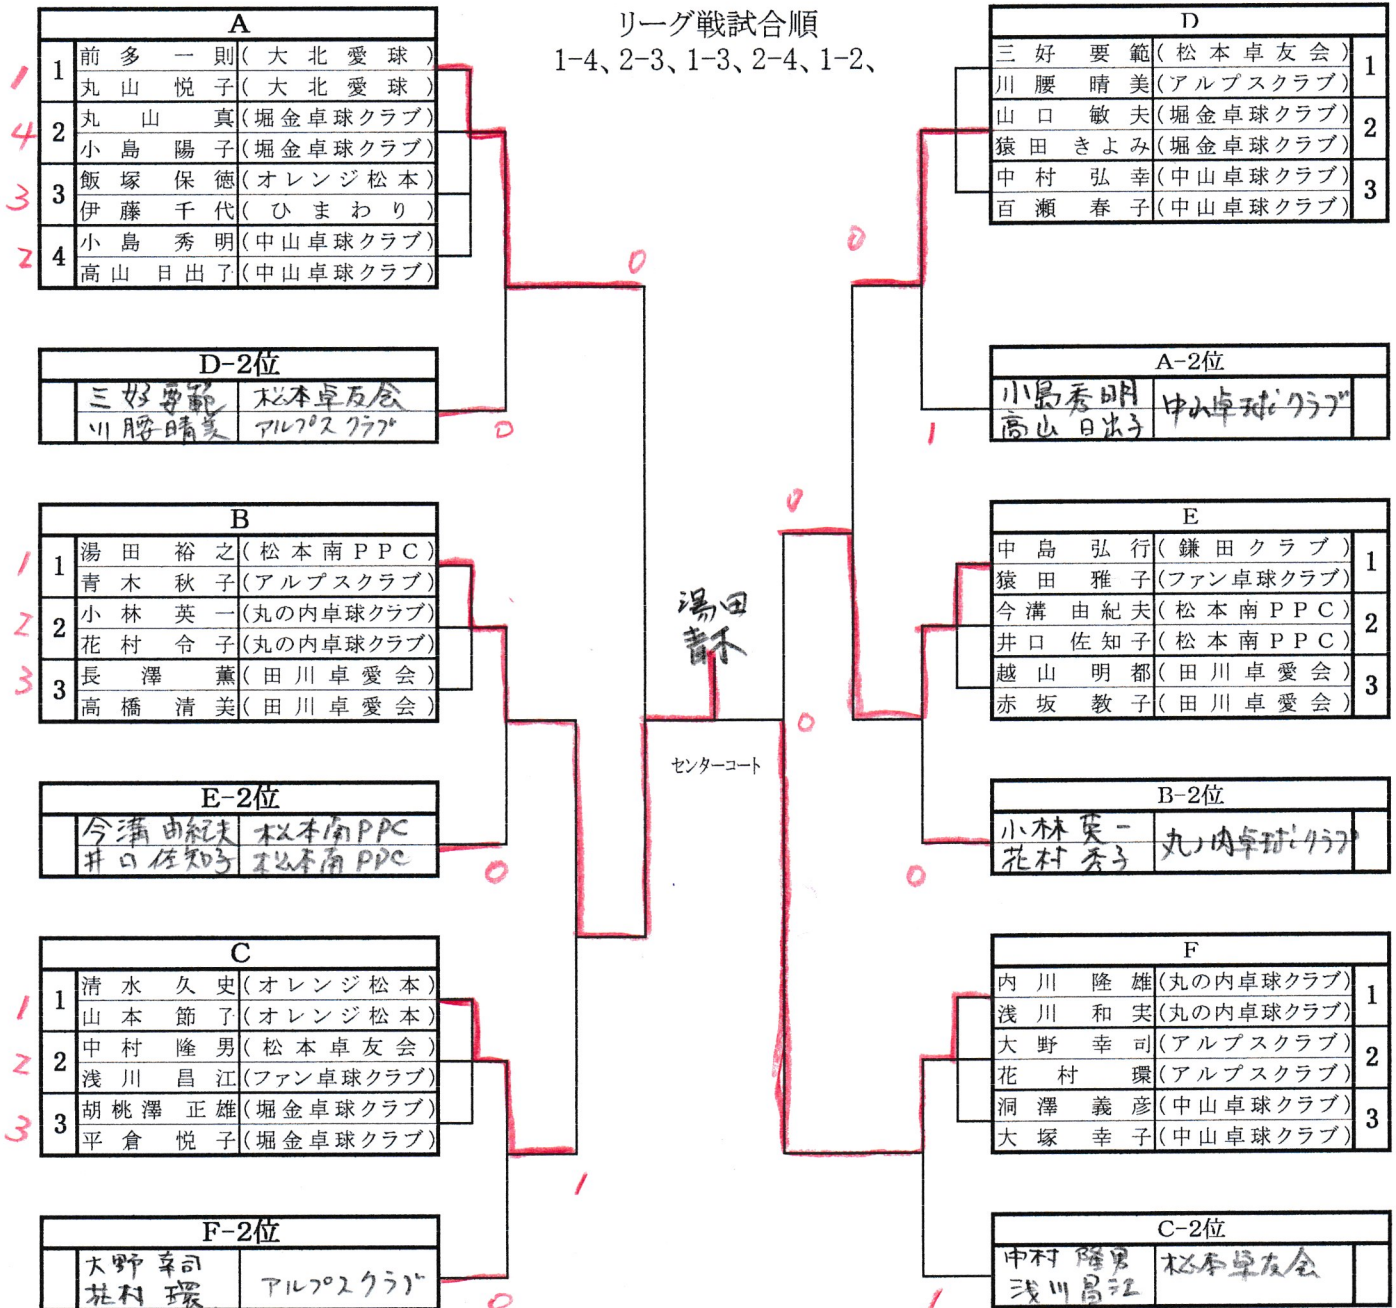 リーグ戦試合順
1-4、2-3、1-3、2-4、1-2、
A
1 1 前多 一則 (大北愛球)
丸山 悦子 (大北愛球)
4 2 丸山 真 (堀金卓球クラブ)
小島 陽子 (堀金卓球クラブ)
3 3 飯塚 保徳 (オレンジ松本)
伊藤 千代 (ひまわり)
2 4 小島 秀明 (中山卓球クラブ)
高山 日出了 (中山卓球クラブ)
0
D-2位
三好要範 松本卓友会
川腰晴美 アルプスクラブ
0
B
1 1 湯田 裕之 (松本南PPC)
青木 秋子 (アルプスクラブ)
2 2 小林 英一 (丸の内卓球クラブ)
花村 令子 (丸の内卓球クラブ)
3 3 長澤 薫 (田川卓愛会)
高橋 清美 (田川卓愛会)
E-2位
今溝 由紀夫 松本南PPC
井口 佐知子 松本南PPC
0
C
1 1 清水 久史 (オレンジ松本)
山本 節了 (オレンジ松本)
2 2 中村 隆男 (松本卓友会)
浅川 昌江 (ファン卓球クラブ)
3 3 胡桃澤 正雄 (堀金卓球クラブ)
平倉 悦子 (堀金卓球クラブ)
1
F-2位
大野 幸司 アルプスクラブ
花村 環
0
湯田
青木
センターコート
D
三好 要範 (松本卓友会) 1
川腰 晴美 (アルプスクラブ)
山口 敏夫 (堀金卓球クラブ) 2
猿田 きよみ (堀金卓球クラブ)
中村 弘幸 (中山卓球クラブ) 3
百瀬 春子 (中山卓球クラブ)
0
A-2位
小島秀明 中山卓球クラブ
高山 日出子
1
0
E
中島 弘行 (鎌田クラブ) 1
猿田 雅子 (ファン卓球クラブ)
今溝 由紀夫 (松本南PPC) 2
井口 佐知子 (松本南PPC)
越山 明都 (田川卓愛会) 3
赤坂 教子 (田川卓愛会)
0
B-2位
小林 英一 丸ノ内卓球クラブ
花村 秀子
0
F
内川 隆雄 (丸の内卓球クラブ) 1
浅川 和実 (丸の内卓球クラブ)
大野 幸司 (アルプスクラブ) 2
花村 環 (アルプスクラブ)
洞澤 義彦 (中山卓球クラブ) 3
大塚 幸子 (中山卓球クラブ)
C-2位
中村 隆男 松本卓友会
浅川昌江
1